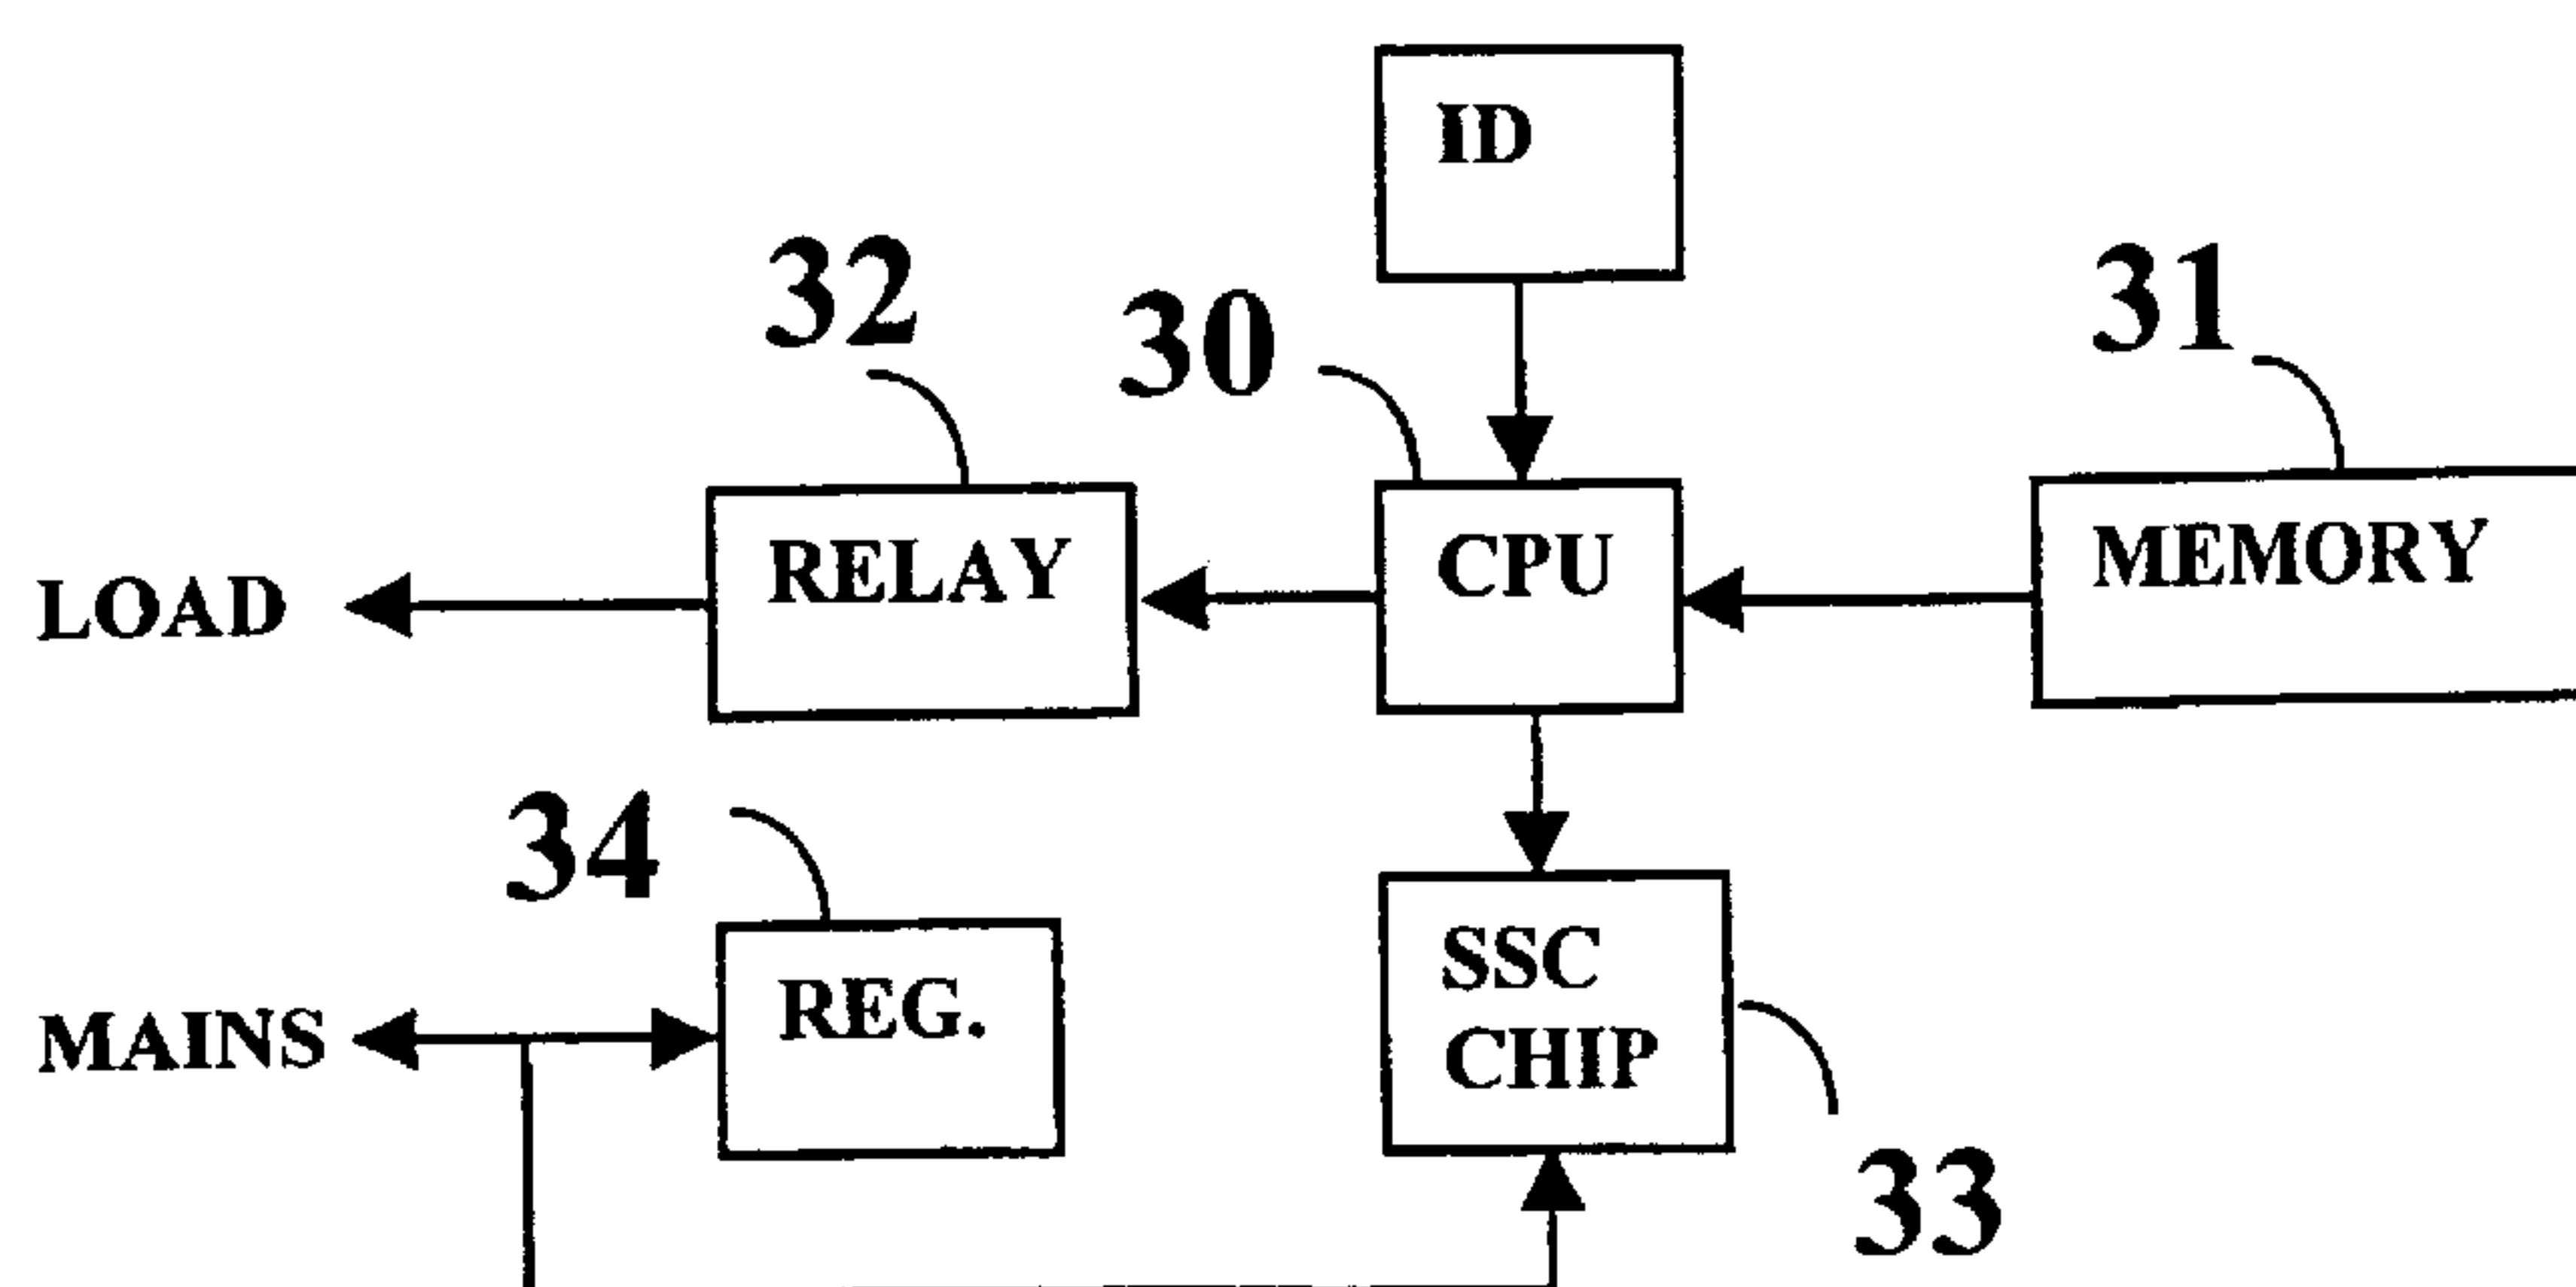 ID
32
30
31
RELAY
CPU
MEMORY
LOAD
34
SSC
CHIP
REG.
MAINS
33